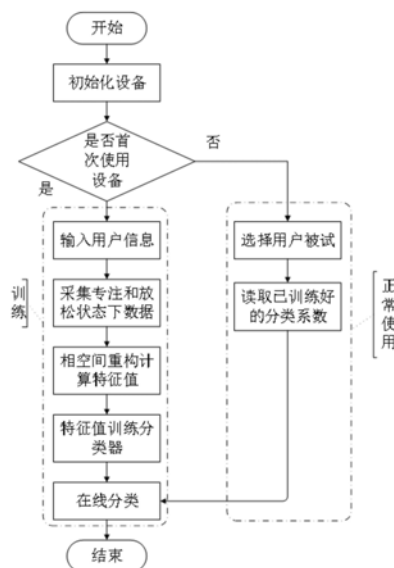 开始
初始化设备
是否首
次使用
设备
是
否
输入用户信息
采集专注和放
松状态下数据
相空间重构计
算特征值
特征值训练分
类器
在线分类
结束
训
练
选择用户被试
读取已训练好
的分类系数
正
常
使
用